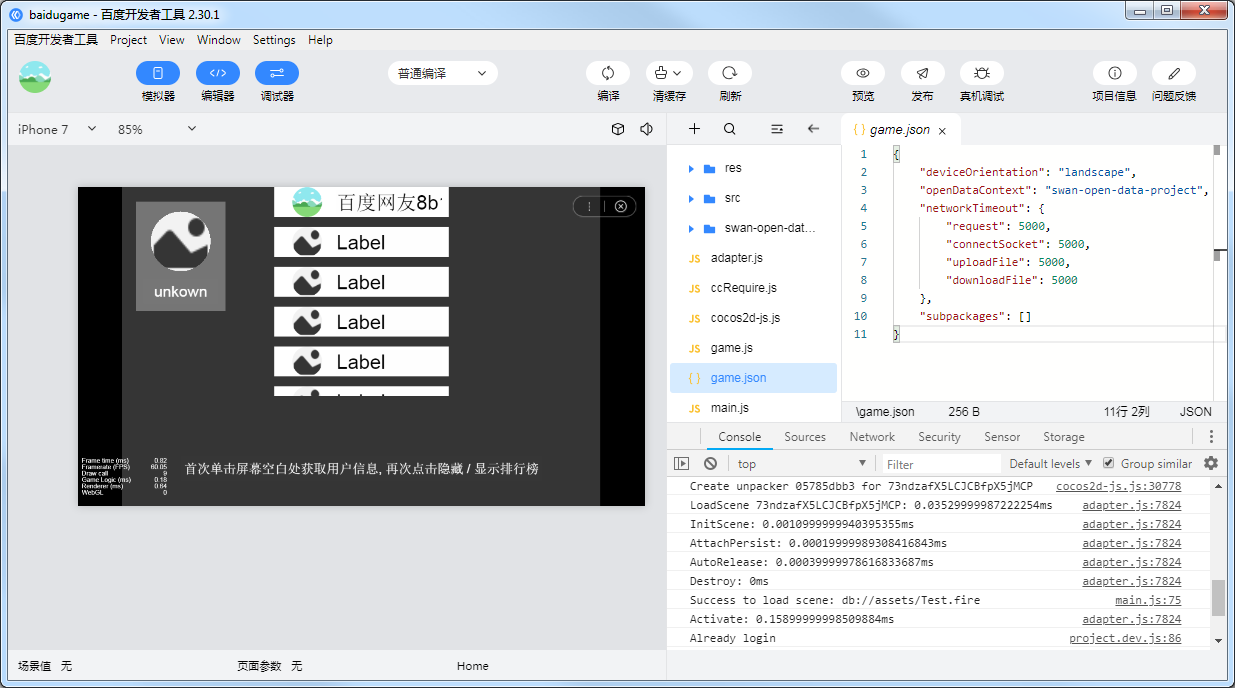 baidugame - 百度开发者工具 2.30.1
百度开发者工具 Project View Window Settings Help
模拟器 编辑器 调试器 普通编译 编译 清缓存 刷新 预览 发布 真机调试 项目信息 问题反馈
iPhone 7 85%
百度网友8b
unkown
Label
Label
Label
Label
Frame time (ms) 0.82
Framerate (FPS) 60.05
Draw call 9
Game Logic (ms) 0.18
Renderer (ms) 0.64
WebGL 0
首次单击屏幕空白处获取用户信息, 再次点击隐藏 / 显示排行榜
场景值 无 页面参数 无 Home
res
src
swan-open-dat...
JS adapter.js
JS ccRequire.js
JS cocos2d-js.js
JS game.js
{ } game.json
JS main.js
{ } game.json ×
1 {
2 "deviceOrientation": "landscape",
3 "openDataContext": "swan-open-data-project",
4 "networkTimeout": {
5 "request": 5000,
6 "connectSocket": 5000,
7 "uploadFile": 5000,
8 "downloadFile": 5000
9 },
10 "subpackages": []
11 }
\game.json 256 B 11行 2列 JSON
Console Sources Network Security Sensor Storage
top Filter Default levels Group similar
Create unpacker 05785dbb3 for 73ndzafX5LCJCBfpX5jMCP cocos2d-js.js:30778
LoadScene 73ndzafX5LCJCBfpX5jMCP: 0.03529999987222254ms adapter.js:7824
InitScene: 0.0010999999940395355ms adapter.js:7824
AttachPersist: 0.00019999989308416843ms adapter.js:7824
AutoRelease: 0.00039999978616833687ms adapter.js:7824
Destroy: 0ms adapter.js:7824
Success to load scene: db://assets/Test.fire main.js:75
Activate: 0.15899999998509884ms adapter.js:7824
Already login project.dev.js:86